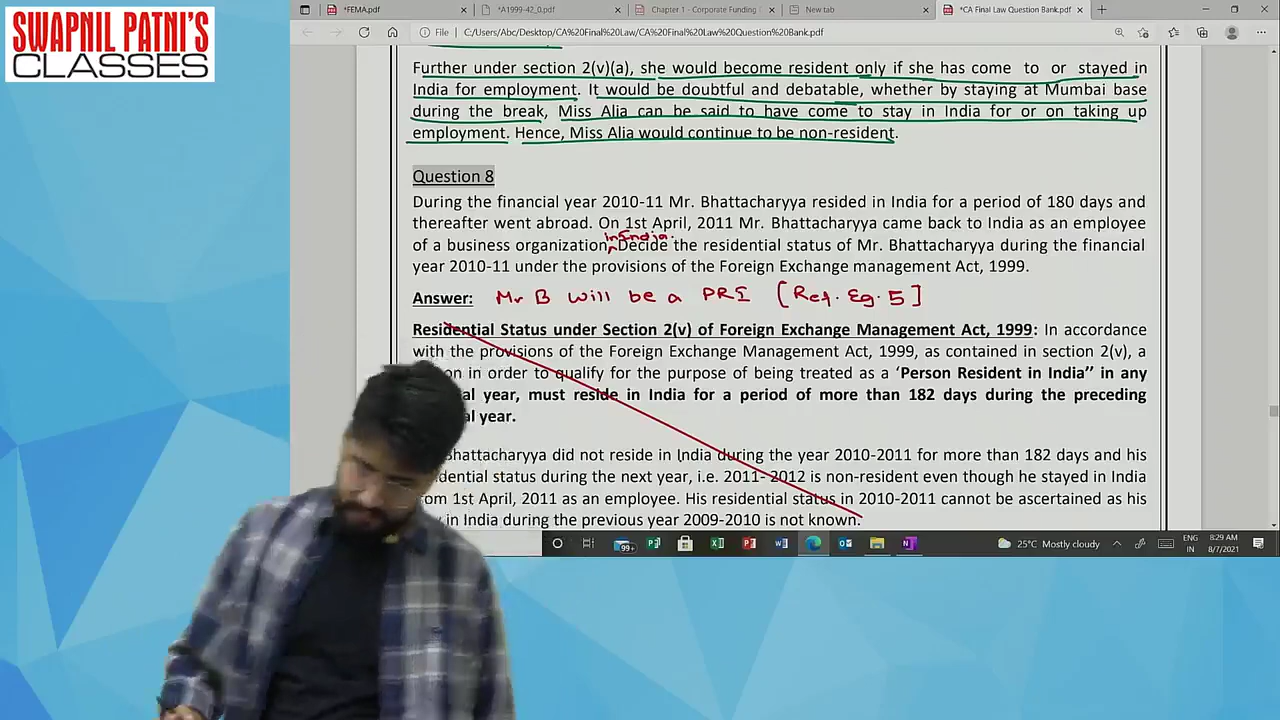 SWAPNIL PATNI'S
CLASSES
*FEMA.pdf
*A1999-42_0.pdf
Chapter 1 - Corporate Funding
New tab
*CA Final Law Question Bank.pdf
File C:/Users/Abc/Desktop/CA%20Final%20Law/CA%20Final%20Law%20Question%20Bank.pdf
Further under section 2(v)(a), she would become resident only if she has come to or stayed in
India for employment. It would be doubtful and debatable, whether by staying at Mumbai base
during the break, Miss Alia can be said to have come to stay in India for or on taking up
employment. Hence, Miss Alia would continue to be non-resident.
Question 8
During the financial year 2010-11 Mr. Bhattacharyya resided in India for a period of 180 days and
thereafter went abroad. On 1st April, 2011 Mr. Bhattacharyya came back to India as an employee
in India.
of a business organization, Decide the residential status of Mr. Bhattacharyya during the financial
year 2010-11 under the provisions of the Foreign Exchange management Act, 1999.
Answer: Mr B will be a PRI [Ref. Eg. 5]
Residential Status under Section 2(v) of Foreign Exchange Management Act, 1999: In accordance
with the provisions of the Foreign Exchange Management Act, 1999, as contained in section 2(v), a
on in order to qualify for the purpose of being treated as a ‘Person Resident in India’’ in any
al year, must reside in India for a period of more than 182 days during the preceding
al year.
hattacharyya did not reside in India during the year 2010-2011 for more than 182 days and his
dential status during the next year, i.e. 2011- 2012 is non-resident even though he stayed in India
rom 1st April, 2011 as an employee. His residential status in 2010-2011 cannot be ascertained as his
in India during the previous year 2009-2010 is not known.
99+
25°C Mostly cloudy
ENG
IN
8:29 AM
8/7/2021